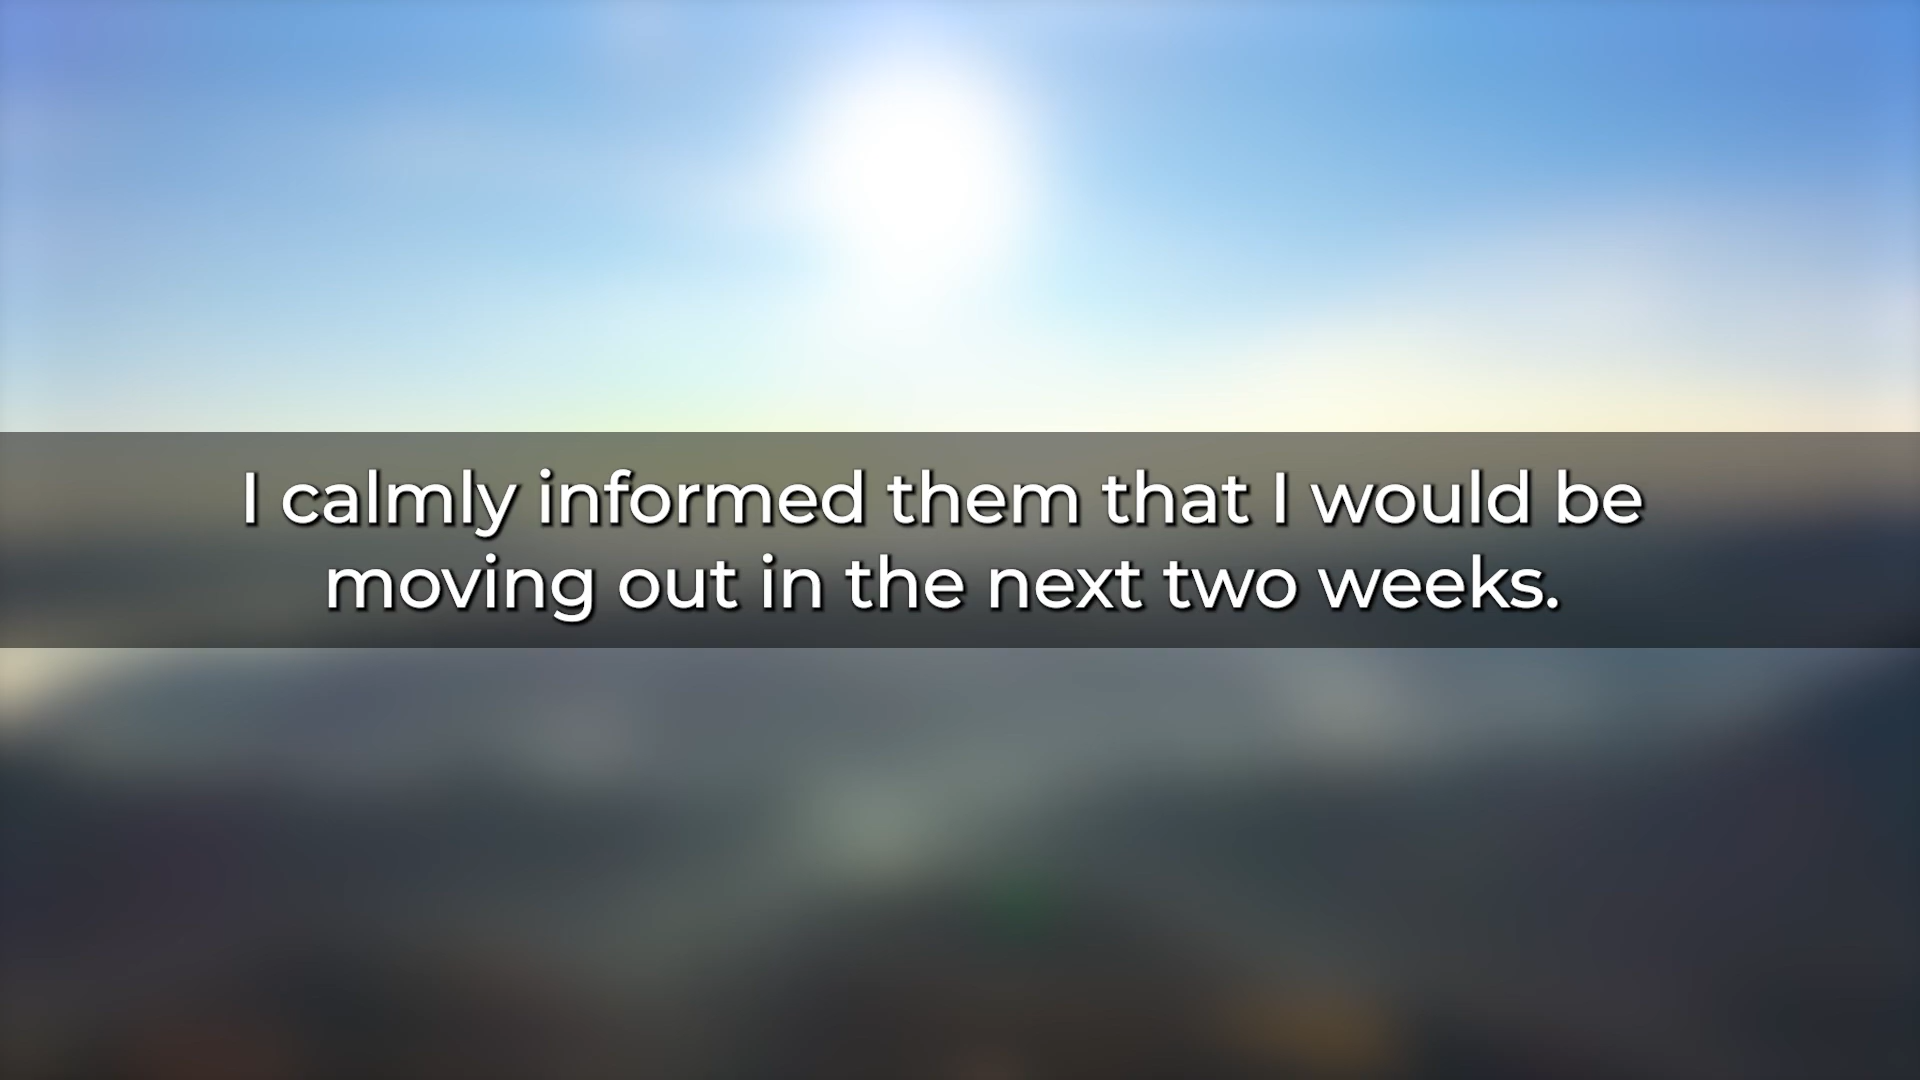 I calmly informed them that I would be
moving out in the next two weeks.